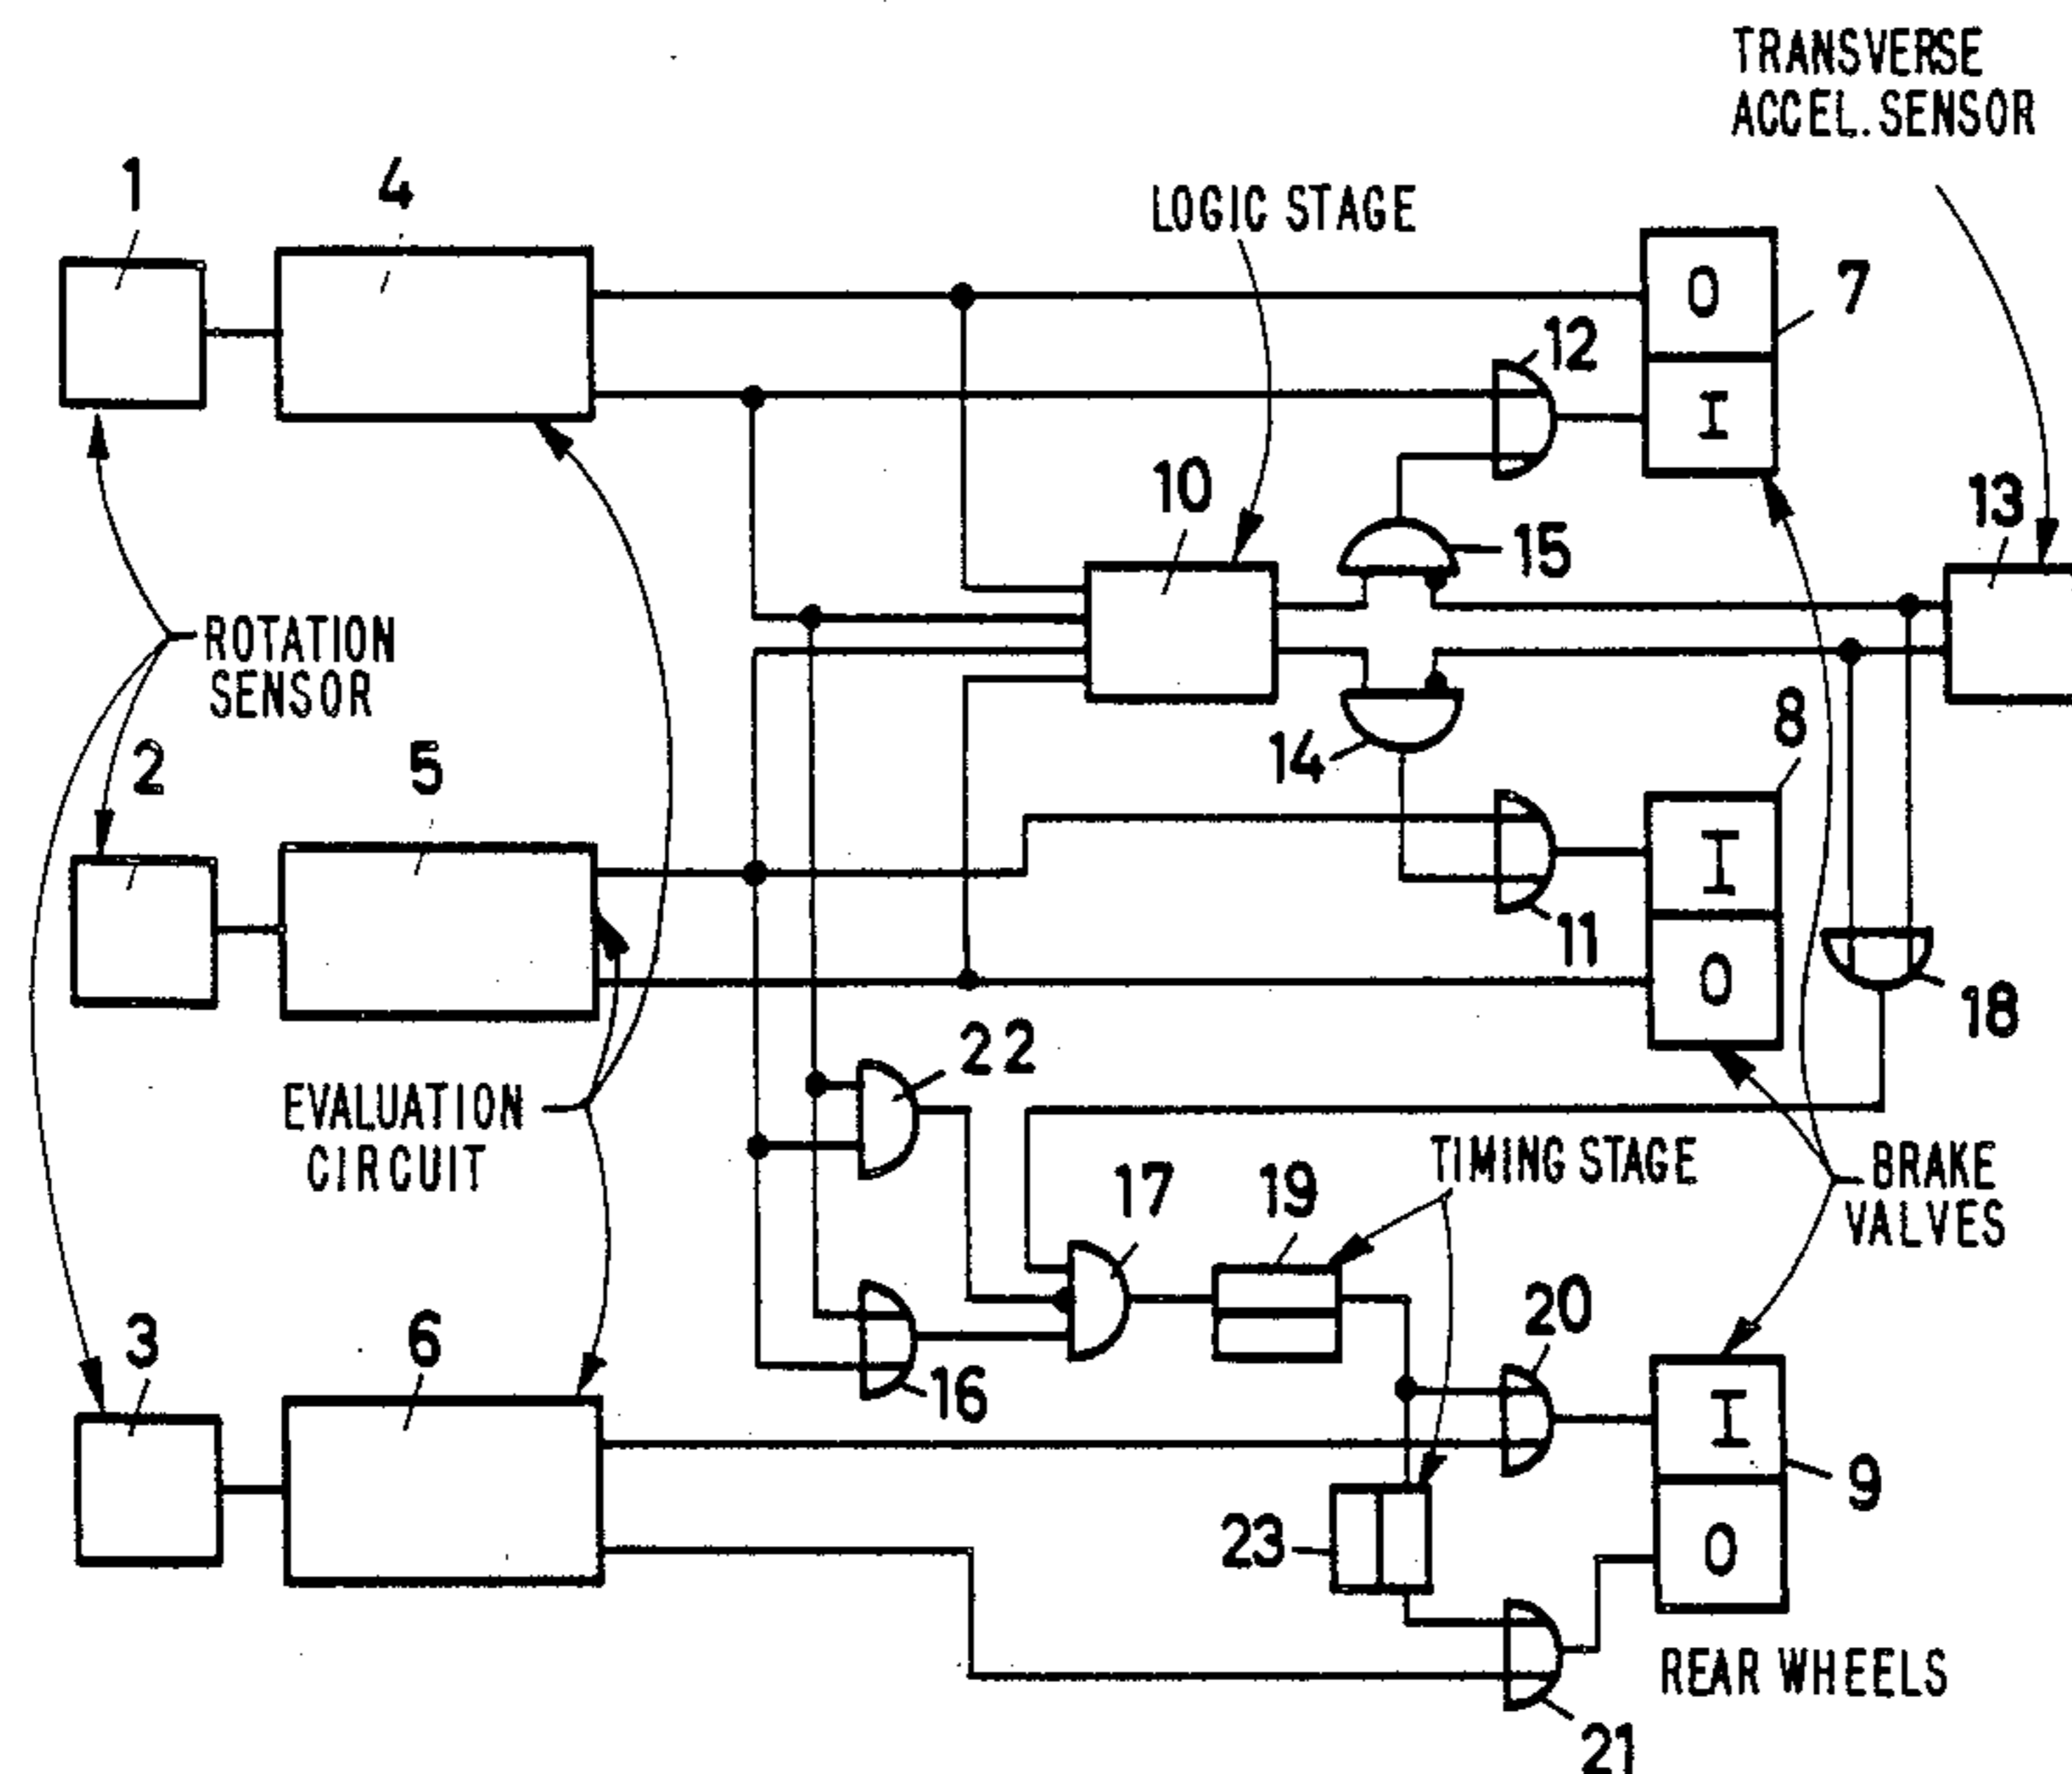 TRANSVERSE
ACCEL. SENSOR
1
4
LOGIC STAGE
O
7
12
I
10
15
13
ROTATION
SENSOR
2
5
14
8
I
11
O
18
22
EVALUATION
CIRCUIT
TIMING STAGE
BRAKE
VALVES
17
19
20
3
6
16
I
9
23
O
REAR WHEELS
21